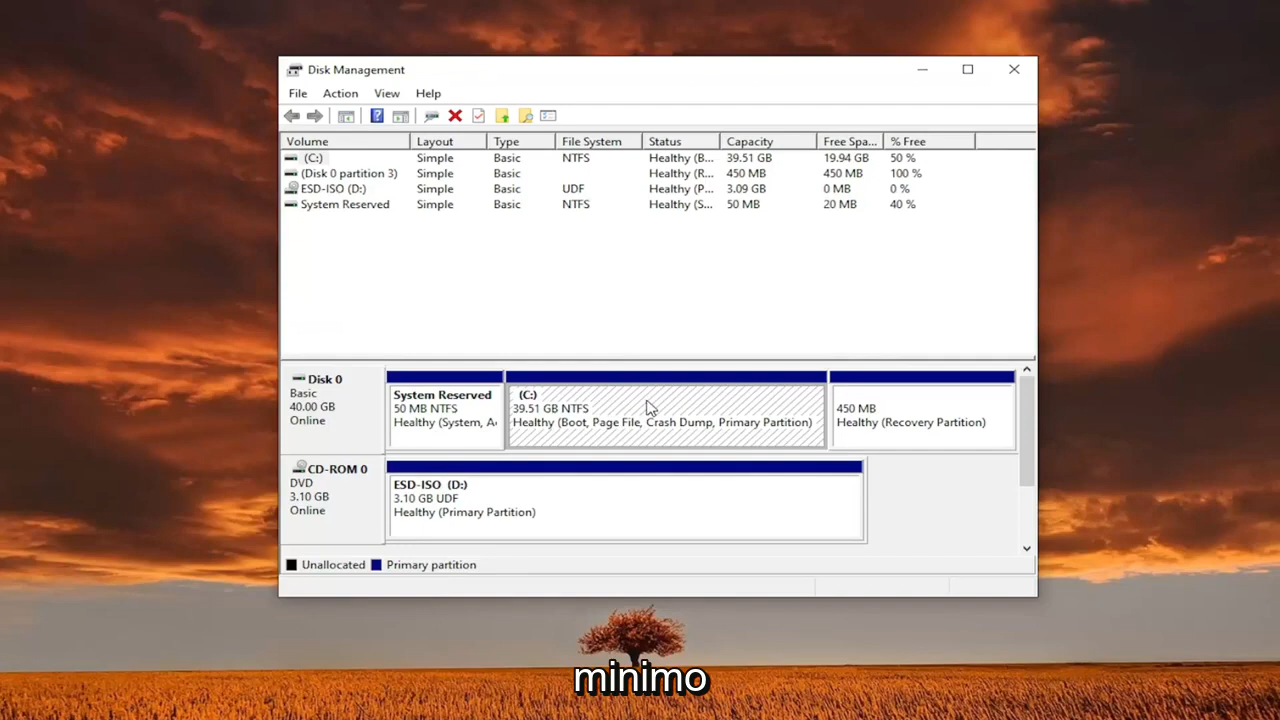 Disk Management
File Action View Help
Volume Layout Type File System Status Capacity Free Spa... % Free
(C:) Simple Basic NTFS Healthy (B... 39.51 GB 19.94 GB 50 %
(Disk 0 partition 3) Simple Basic Healthy (R... 450 MB 450 MB 100 %
ESD-ISO (D:) Simple Basic UDF Healthy (P... 3.09 GB 0 MB 0 %
System Reserved Simple Basic NTFS Healthy (S... 50 MB 20 MB 40 %
Disk 0
Basic
40.00 GB
Online
System Reserved
50 MB NTFS
Healthy (System, A
(C:)
39.51 GB NTFS
Healthy (Boot, Page File, Crash Dump, Primary Partition)
450 MB
Healthy (Recovery Partition)
CD-ROM 0
DVD
3.10 GB
Online
ESD-ISO (D:)
3.10 GB UDF
Healthy (Primary Partition)
Unallocated Primary partition
minimo